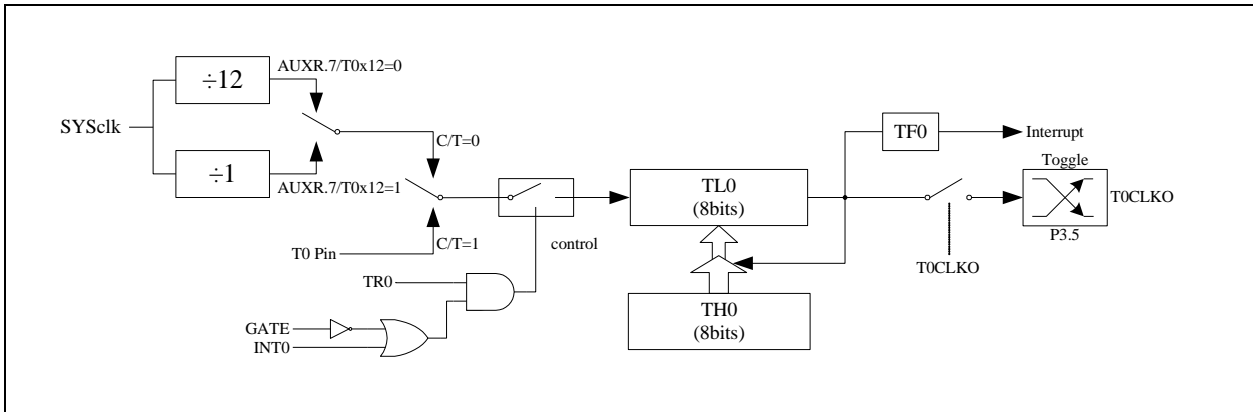 ÷12
AUXR.7/T0x12=0
SYSclk
÷1
AUXR.7/T0x12=1
C/T=0
C/T=1
T0 Pin
control
TR0
GATE
INT0
TL0
(8bits)
TH0
(8bits)
TF0
Interrupt
Toggle
T0CLKO
P3.5
T0CLKO